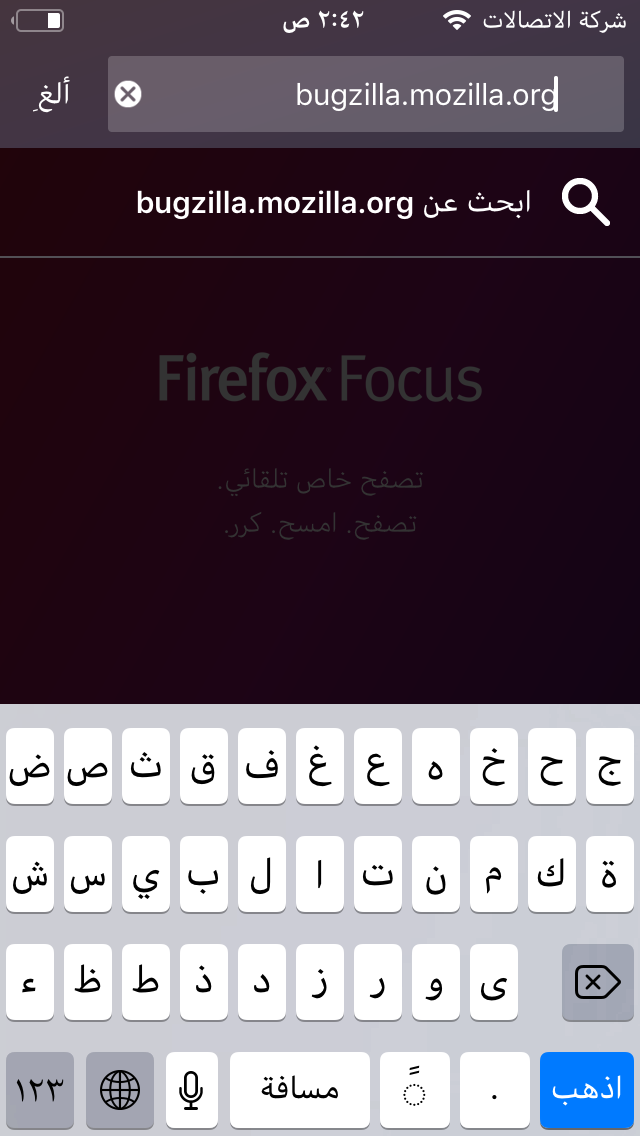 شركة الاتصالات ٢:٤٢ ص
bugzilla.mozilla.org ألغِ
ابحث عن bugzilla.mozilla.org
Firefox Focus
تصفح خاص تلقائي.
تصفح. امسح. كرر.
ض ص ث ق ف غ ع ه خ ح ج
ش س ي ب ل ا ت ن م ك ة
ء ظ ط ذ د ز ر و ى
١٢٣ مسافة ً . اذهب